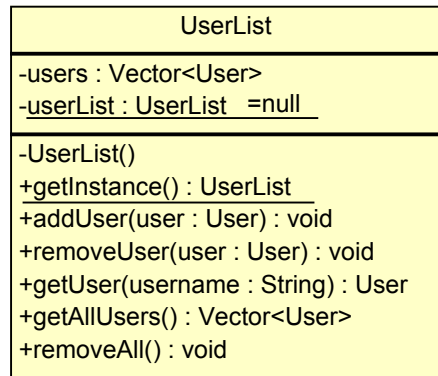 UserList
-users : Vector<User>
-userList : UserList =null
-UserList()
+getInstance() : UserList
+addUser(user : User) : void
+removeUser(user : User) : void
+getUser(username : String) : User
+getAllUsers() : Vector<User>
+removeAll() : void